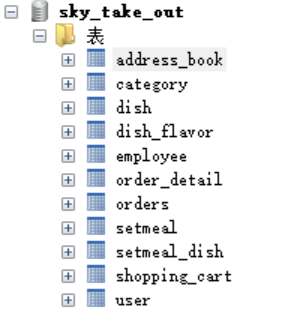 sky_take_out
表
address_book
category
dish
dish_flavor
employee
order_detail
orders
setmeal
setmeal_dish
shopping_cart
user